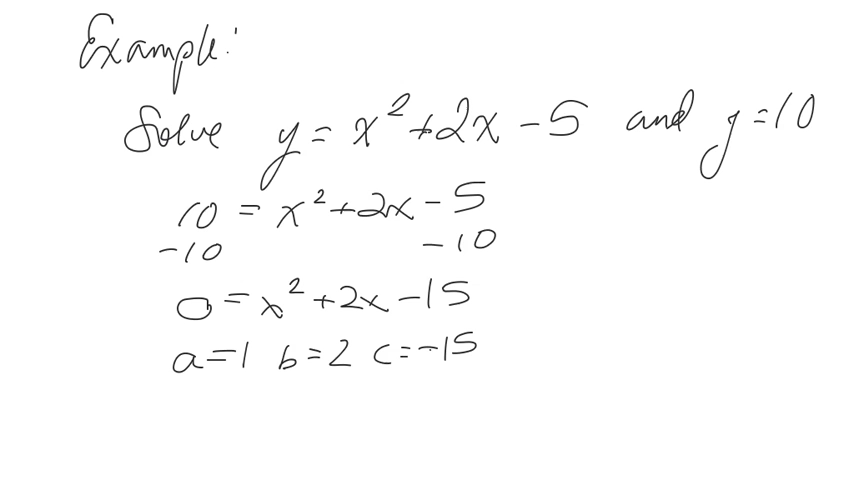 Example:
Solve y = x² + 2x - 5 and y = 10
10 = x² + 2x - 5
-10 -10
0 = x² + 2x - 15
a = 1 b = 2 c = -15